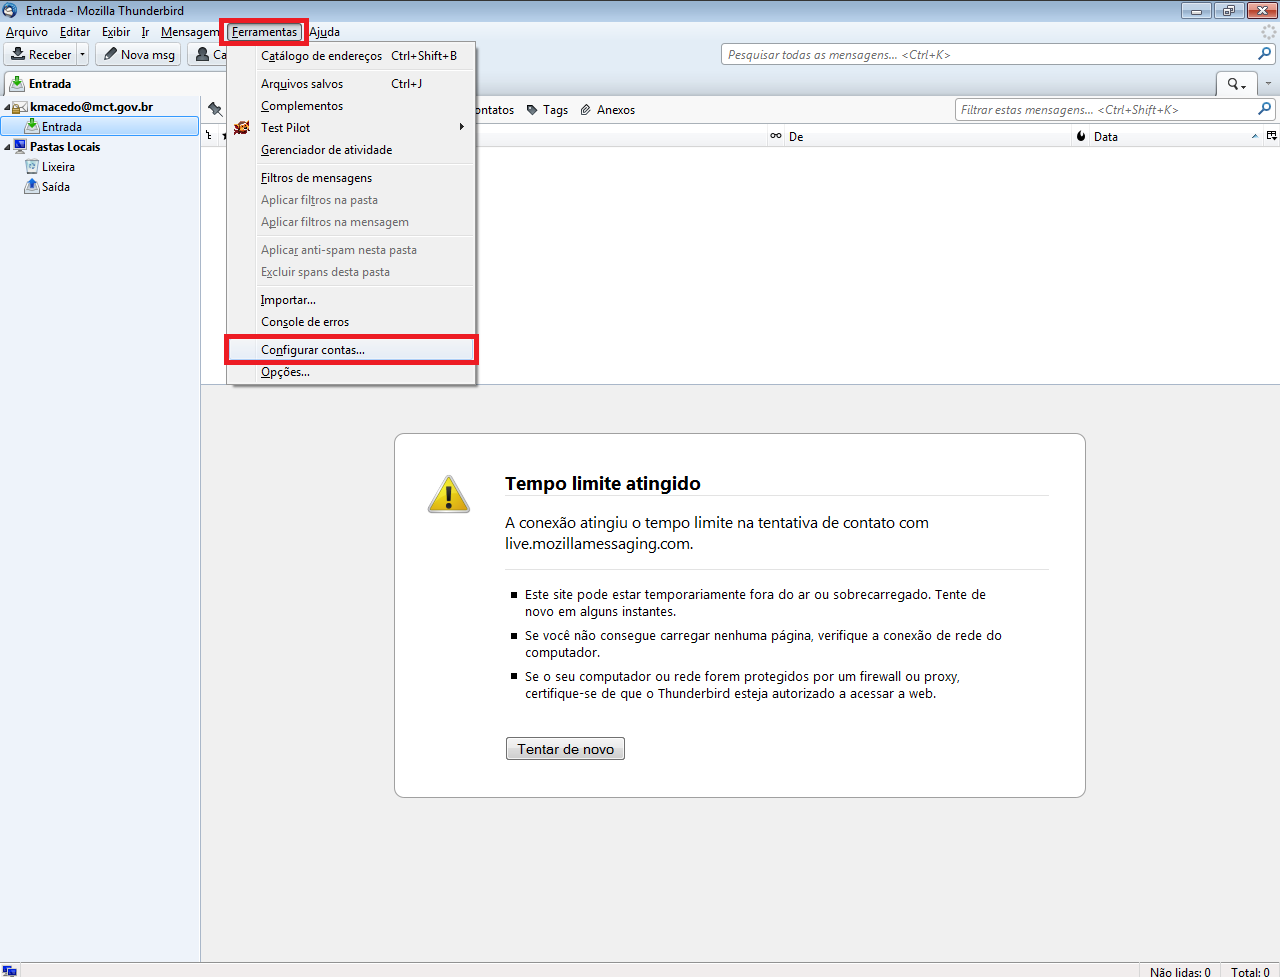 Entrada - Mozilla Thunderbird
Arquivo Editar Exibir Ir Mensagem Ferramentas Ajuda
Receber Nova msg Ca
Pesquisar todas as mensagens... <Ctrl+K>
Entrada
kmacedo@mct.gov.br
Entrada
Pastas Locais
Lixeira
Saída
Catálogo de endereços Ctrl+Shift+B
Arquivos salvos Ctrl+J
Complementos
Test Pilot
Gerenciador de atividade
Filtros de mensagens
Aplicar filtros na pasta
Aplicar filtros na mensagem
Aplicar anti-spam nesta pasta
Excluir spans desta pasta
Importar...
Console de erros
Configurar contas...
Opções...
ontatos Tags Anexos
Filtrar estas mensagens... <Ctrl+Shift+K>
De Data
Tempo limite atingido
A conexão atingiu o tempo limite na tentativa de contato com
live.mozillamessaging.com.
Este site pode estar temporariamente fora do ar ou sobrecarregado. Tente de
novo em alguns instantes.
Se você não consegue carregar nenhuma página, verifique a conexão de rede do
computador.
Se o seu computador ou rede forem protegidos por um firewall ou proxy,
certifique-se de que o Thunderbird esteja autorizado a acessar a web.
Tentar de novo
Não lidas: 0 Total: 0